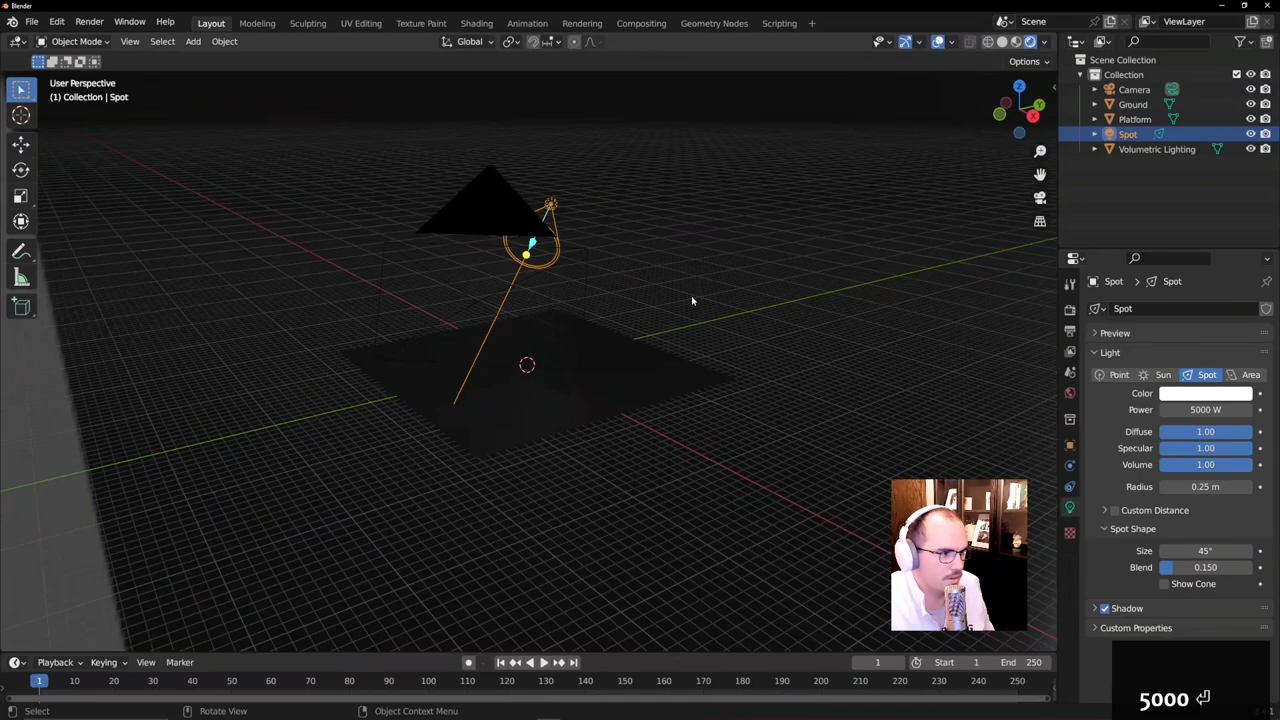 Blender
File Edit Render Window Help
Layout Modeling Sculpting UV Editing Texture Paint Shading Animation Rendering Compositing Geometry Nodes Scripting
Scene
ViewLayer
Object Mode View Select Add Object
Global
Options
User Perspective
(1) Collection | Spot
Z
Y
X
Scene Collection
Collection
Camera
Ground
Platform
Spot
Volumetric Lighting
Spot Spot
Spot
Preview
Light
Point Sun Spot Area
Color
Power 5000 W
Diffuse 1.00
Specular 1.00
Volume 1.00
Radius 0.25 m
Custom Distance
Spot Shape
Size 45°
Blend 0.150
Show Cone
Shadow
Custom Properties
Playback Keying View Marker
1 Start 1 End 250
1 10 20 30 40 50 60 70 80 90 100 110 120 130 140 150 160 170 180 190 200 210 220 230 240 250
Select Rotate View Object Context Menu
5000